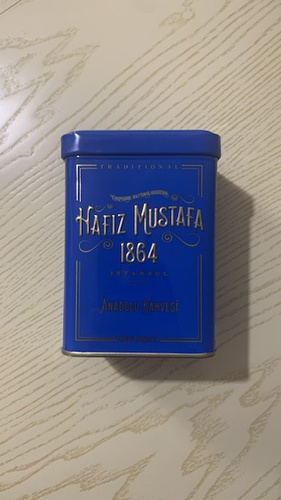 TRADITIONAL
HAFIZ MUSTAFA
1864
ISTANBUL
ANADOLU KAHVESİ